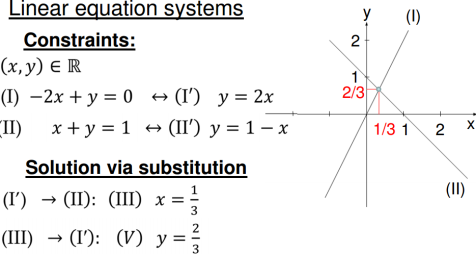 Linear equation systems
Constraints:
(x, y) ∈ ℝ
(I) −2x + y = 0 ↔ (I′) y = 2x
(II) x + y = 1 ↔ (II′) y = 1 − x
Solution via substitution
(I′) → (II): (III) x = 1/3
(III) → (I′): (V) y = 2/3
y
(I)
2
1
2/3
1/3 1 2 x
(II)